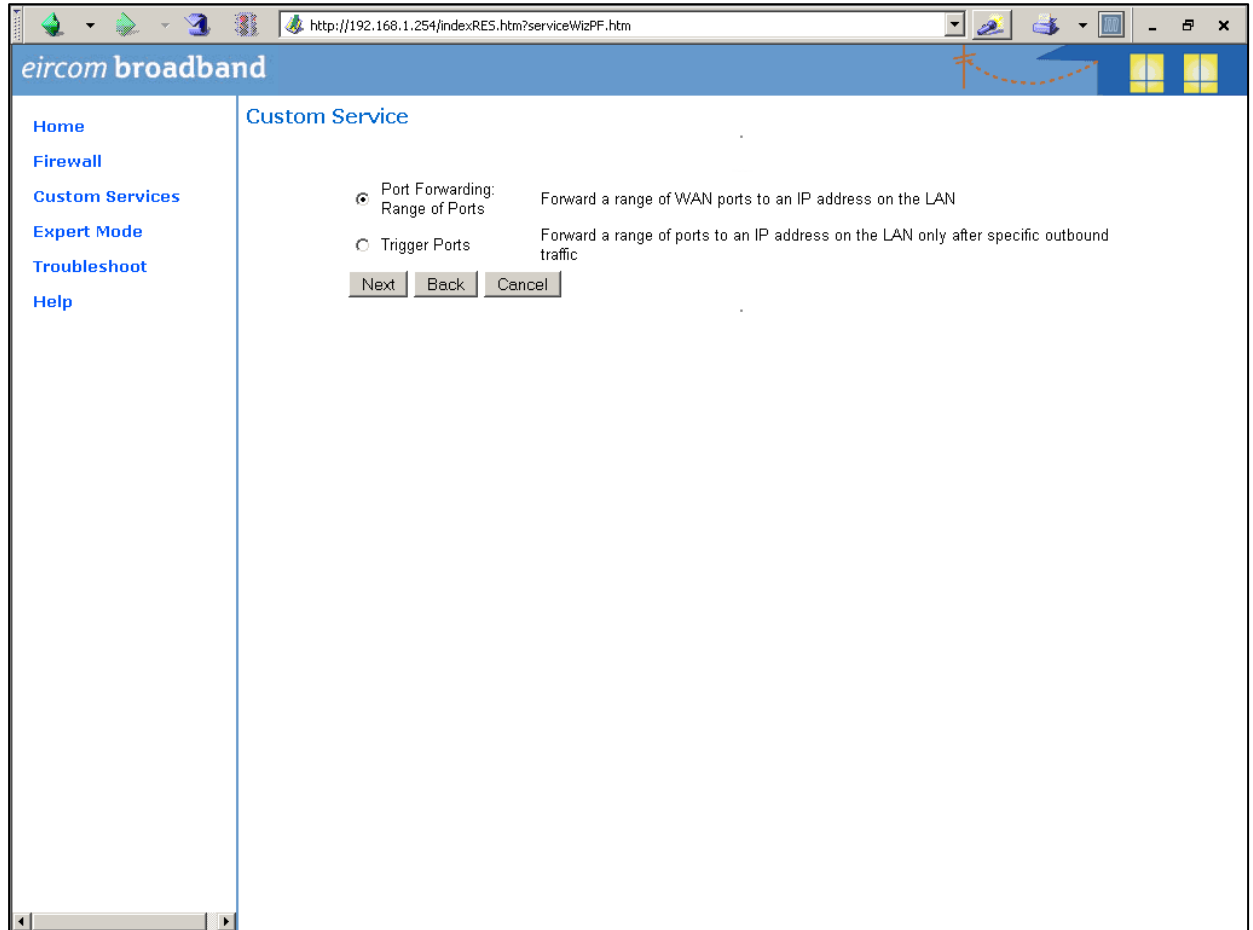 http://192.168.1.254/indexRES.htm?serviceWizPF.htm
eircom broadband
Home
Firewall
Custom Services
Expert Mode
Troubleshoot
Help
Custom Service
Port Forwarding:
Range of Ports
Forward a range of WAN ports to an IP address on the LAN
Trigger Ports
Forward a range of ports to an IP address on the LAN only after specific outbound
traffic
Next Back Cancel